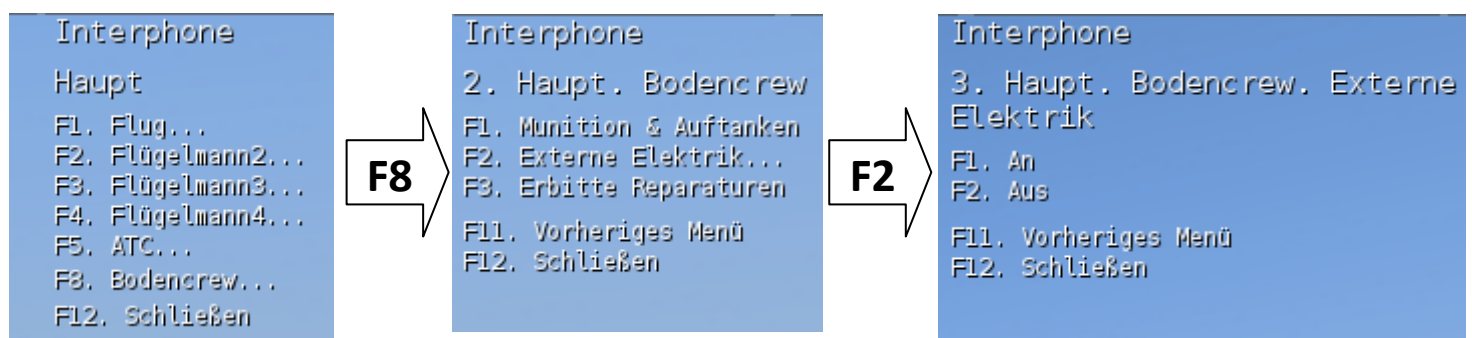 Interphone
Haupt
F1. Flug...
F2. Flügelmann2...
F3. Flügelmann3...
F4. Flügelmann4...
F5. ATC...
F8. Bodencrew...
F12. Schließen
F8
Interphone
2. Haupt. Bodencrew
F1. Munition & Auftanken
F2. Externe Elektrik...
F3. Erbitte Reparaturen
F11. Vorheriges Menü
F12. Schließen
F2
Interphone
3. Haupt. Bodencrew. Externe
Elektrik
F1. An
F2. Aus
F11. Vorheriges Menü
F12. Schließen